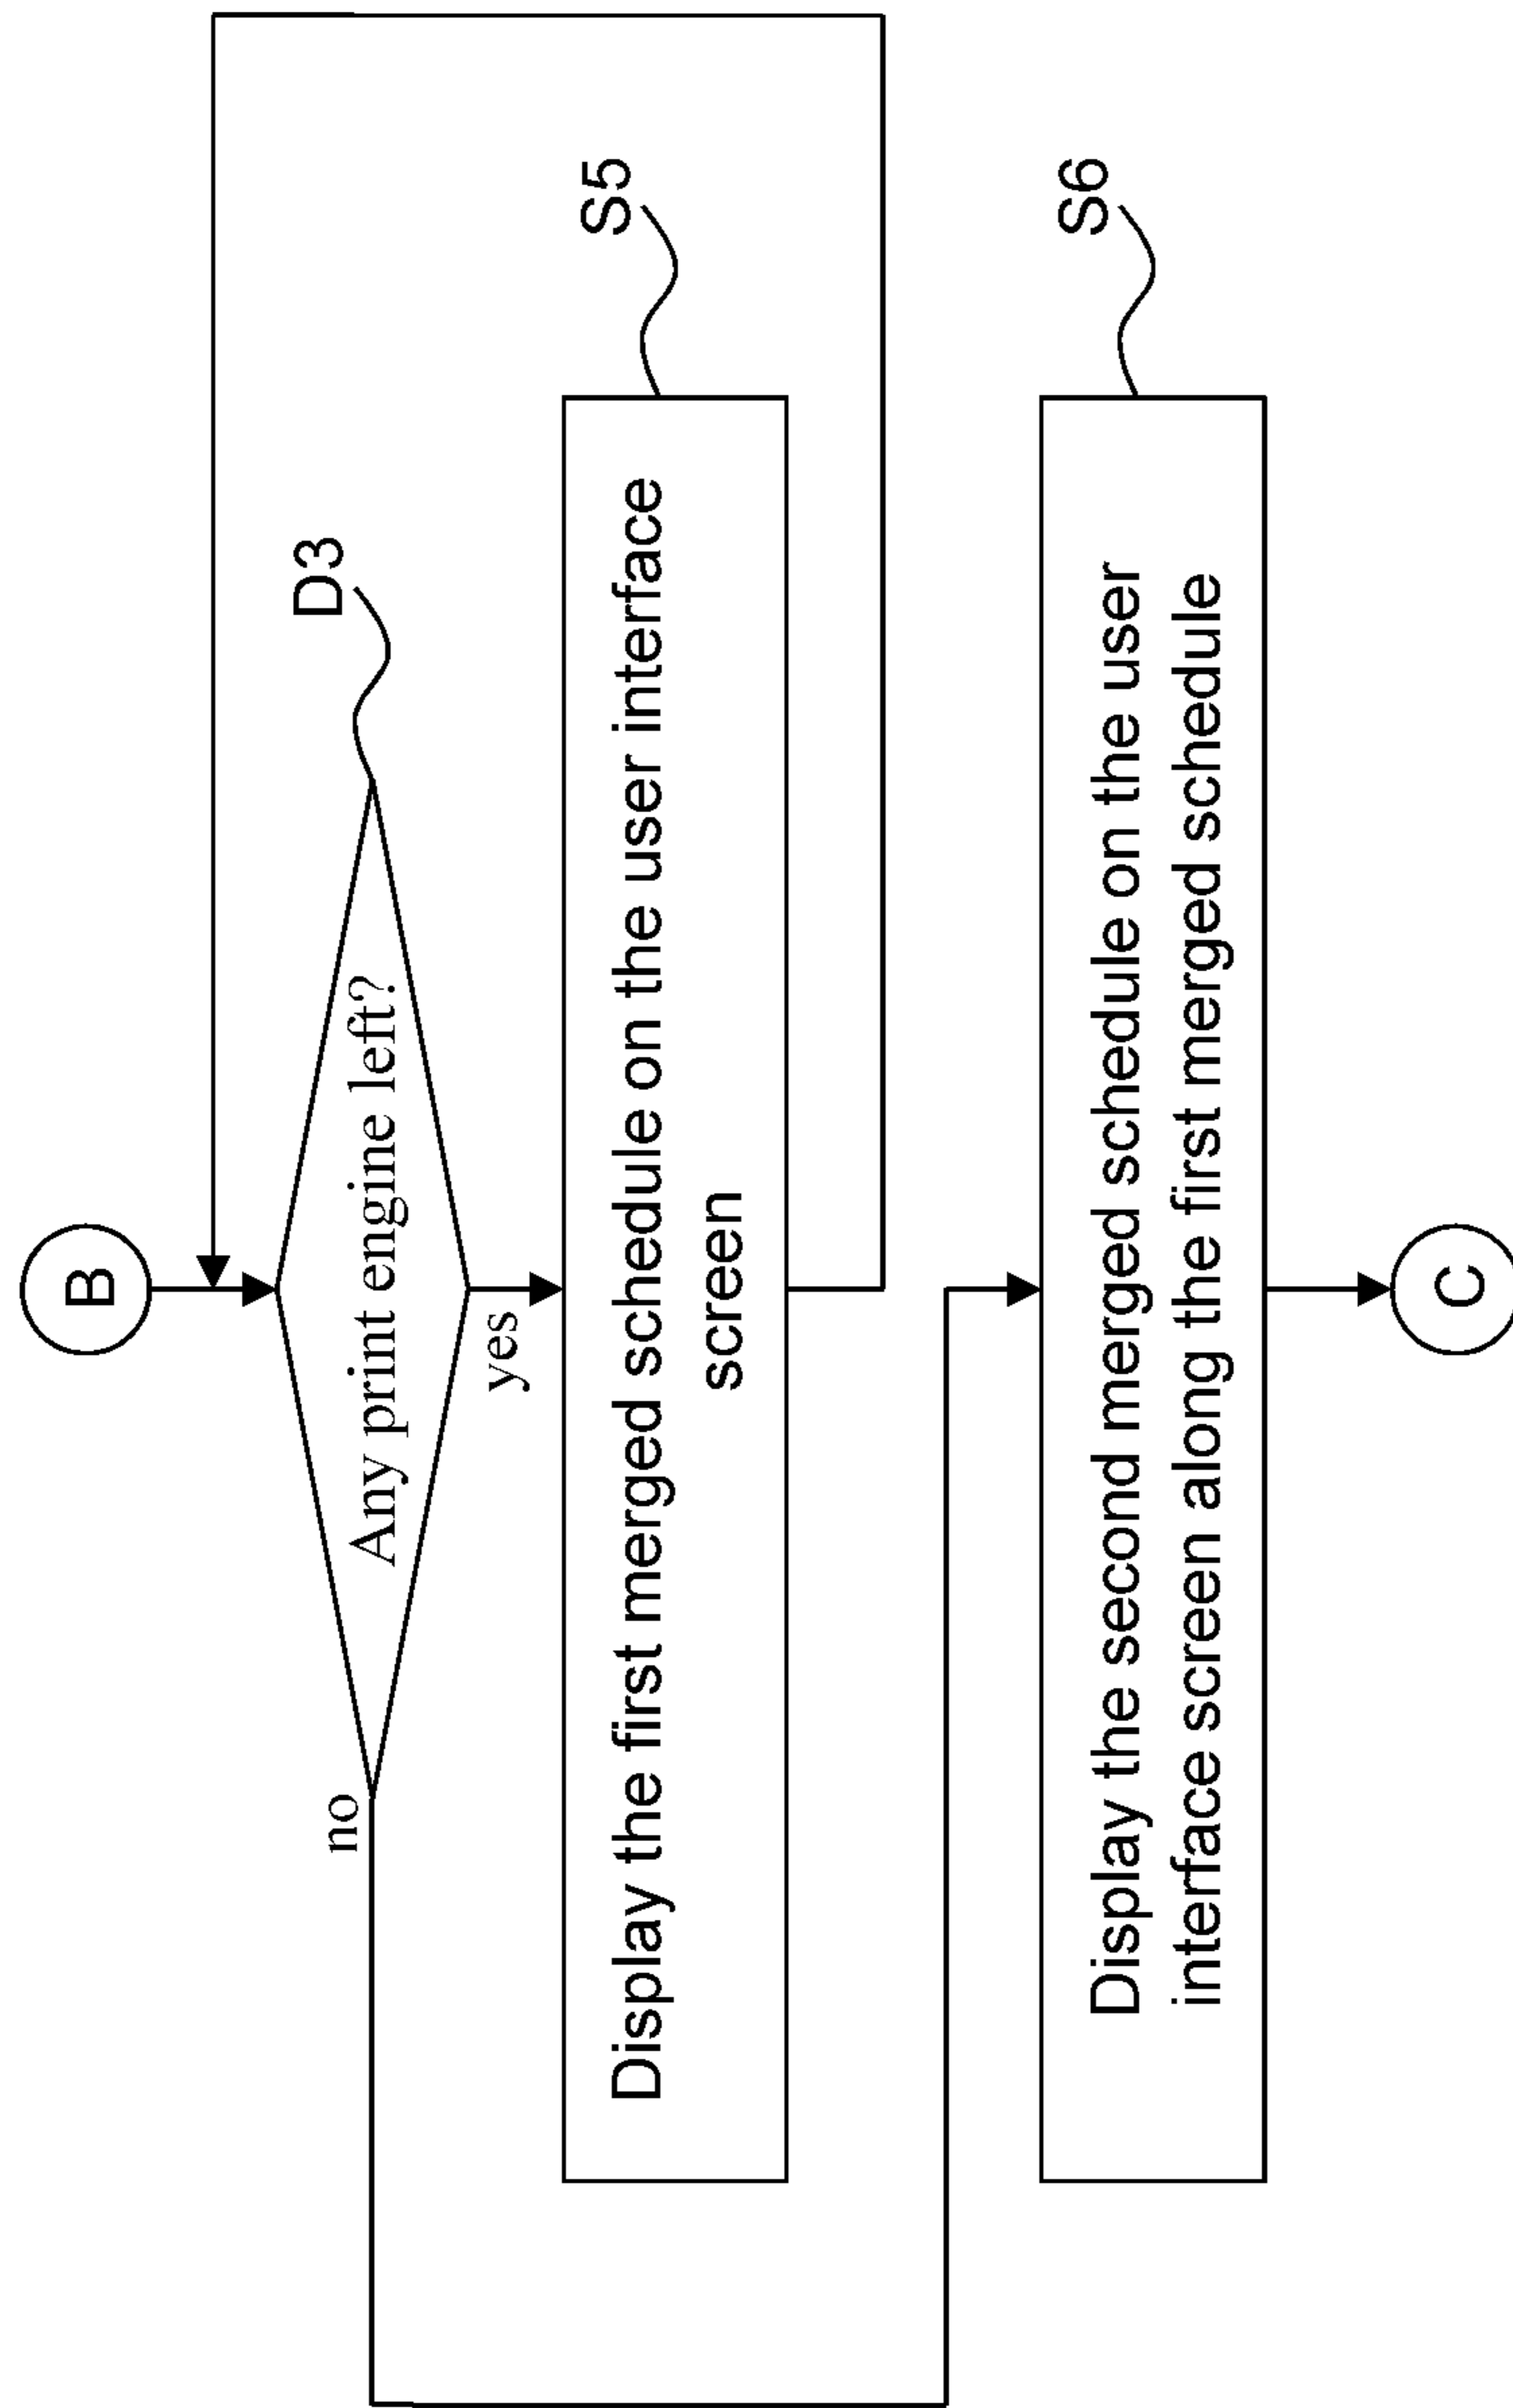 B
D3
Any print engine left?
no
yes
S5
Display the first merged schedule on the user interface
screen
S6
Display the second merged schedule on the user
interface screen along the first merged schedule
C